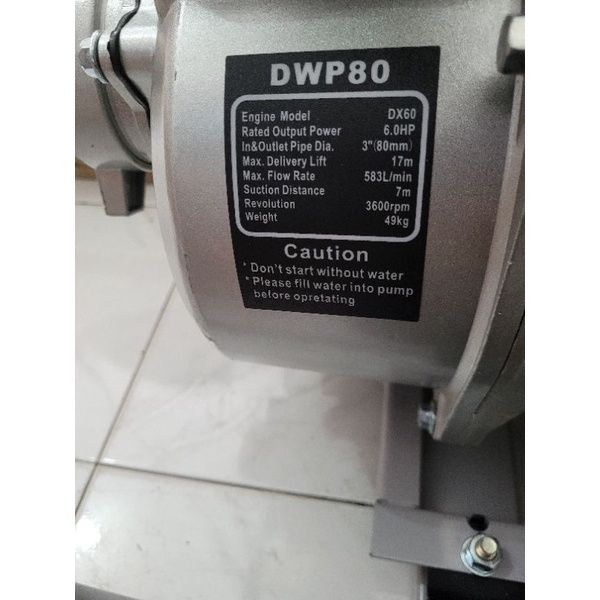 DWP80
Engine Model DX60
Rated Output Power 6.0HP
In&Outlet Pipe Dia. 3"(80mm)
Max. Delivery Lift 17m
Max. Flow Rate 583L/min
Suction Distance 7m
Revolution 3600rpm
Weight 49kg
Caution
* Don't start without water
* Please fill water into pump
before opretating